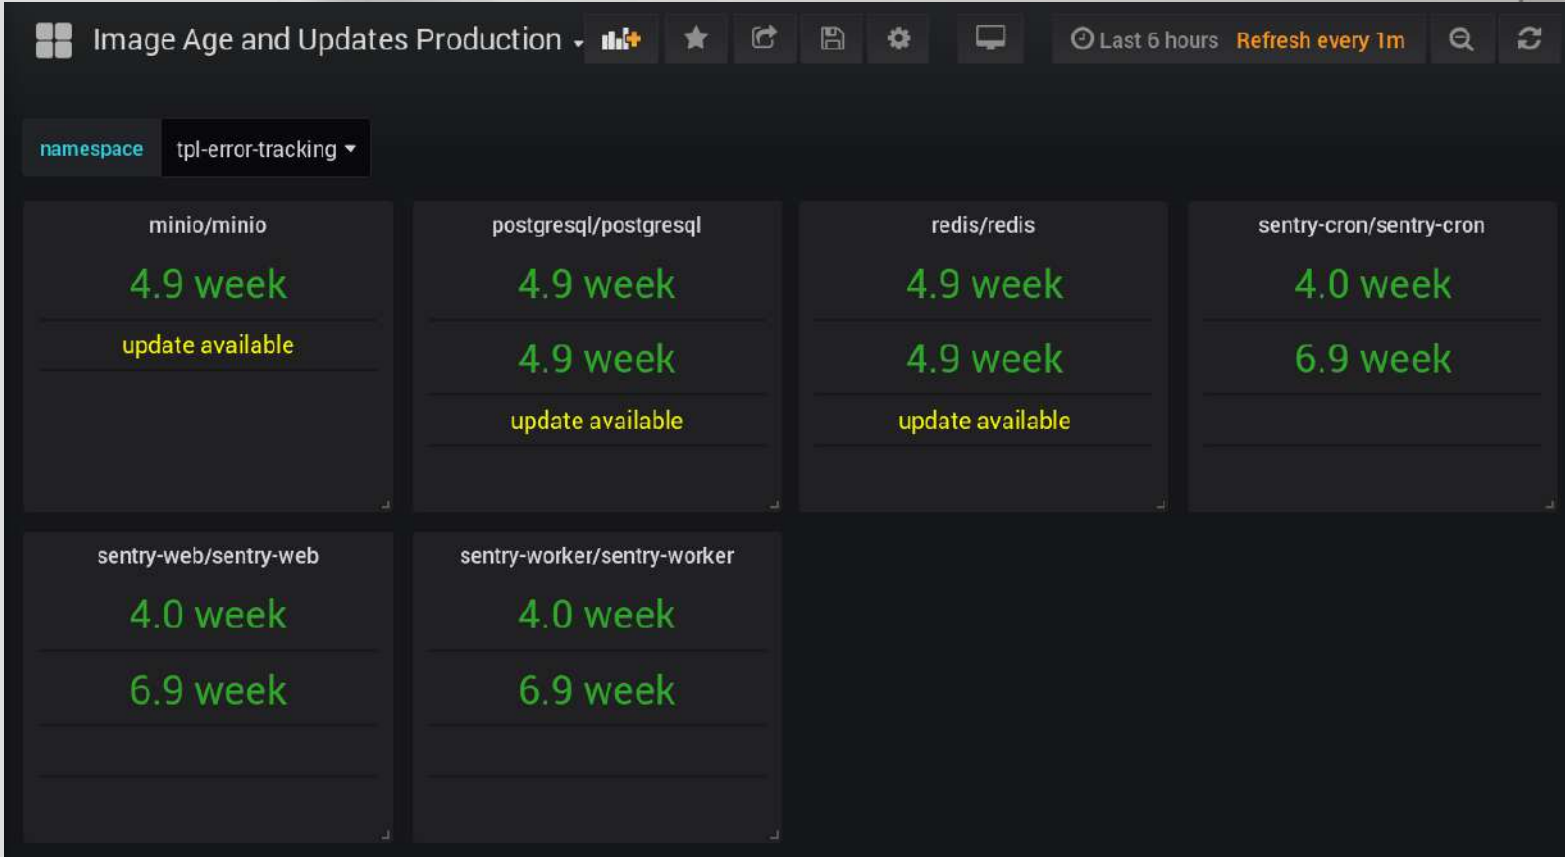 Image Age and Updates Production
Last 6 hours Refresh every 1m
namespace tpl-error-tracking
minio/minio
4.9 week
update available
postgresql/postgresql
4.9 week
4.9 week
update available
redis/redis
4.9 week
4.9 week
update available
sentry-cron/sentry-cron
4.0 week
6.9 week
sentry-web/sentry-web
4.0 week
6.9 week
sentry-worker/sentry-worker
4.0 week
6.9 week